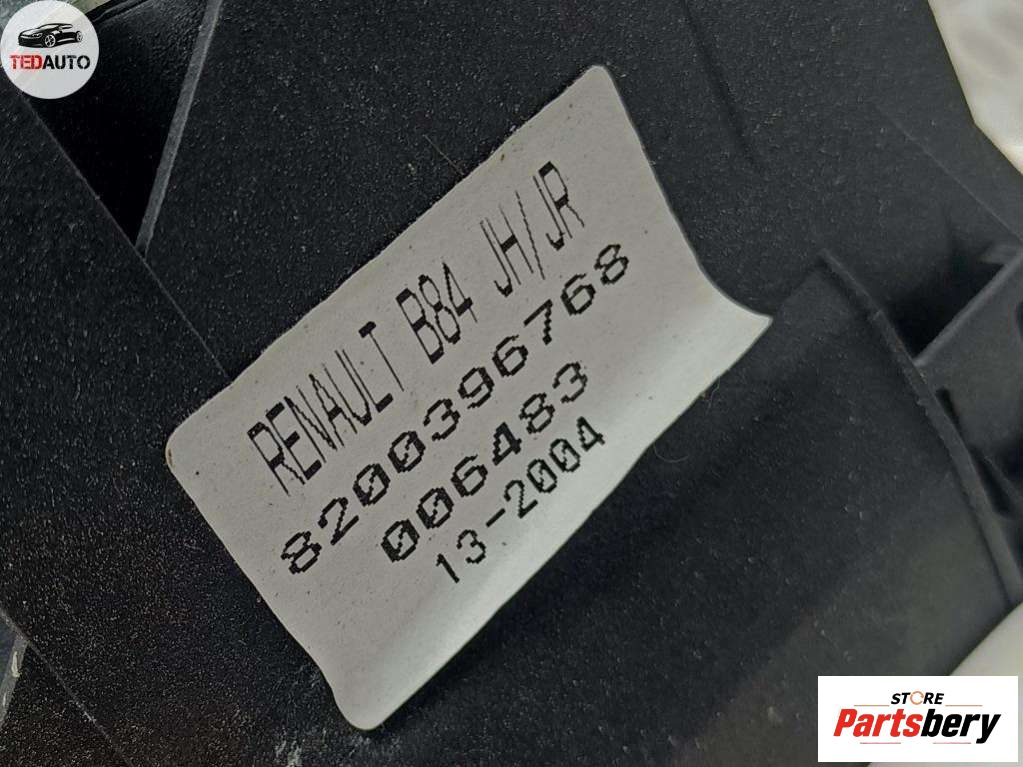 TEDAUTO
RENAULT B84 JH/JR
8200396768
006483
13-2004
STORE
Partsbery